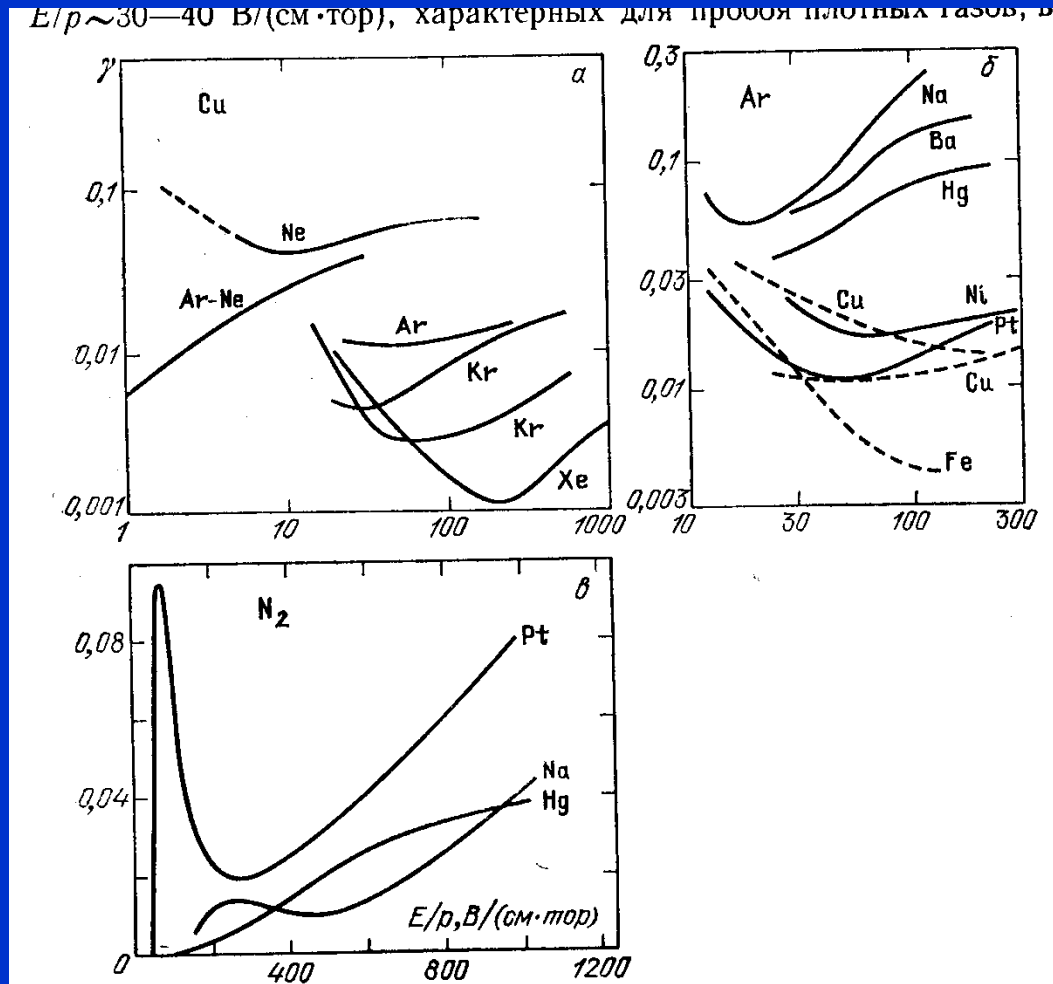 E/p~30—40 В/(см·тор), характерных для пробоя плотных газов, в
γ
а
Cu
0,1
Ne
Ar-Ne
0,01
Ar
Kr
Kr
Xe
0,001
1
10
100
1000
0,3
б
Ar
Na
Ba
0,1
Hg
0,03
Cu
Ni
Pt
0,01
Cu
Fe
0,003
10
30
100
300
в
N2
Pt
0,08
Na
0,04
Hg
E/p, В/(см·тор)
0
400
800
1200